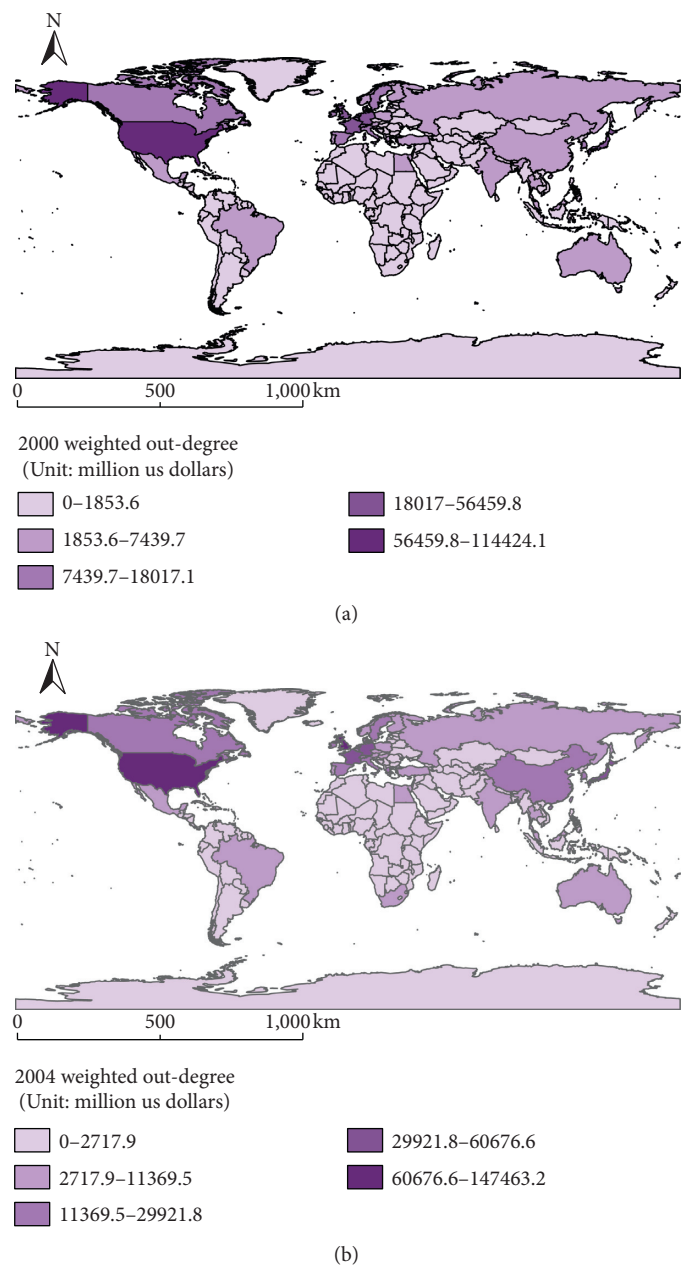 N
0 500 1,000 km
2000 weighted out-degree
(Unit: million us dollars)
0–1853.6
1853.6–7439.7
7439.7–18017.1
18017–56459.8
56459.8–114424.1
(a)
N
0 500 1,000 km
2004 weighted out-degree
(Unit: million us dollars)
0–2717.9
2717.9–11369.5
11369.5–29921.8
29921.8–60676.6
60676.6–147463.2
(b)